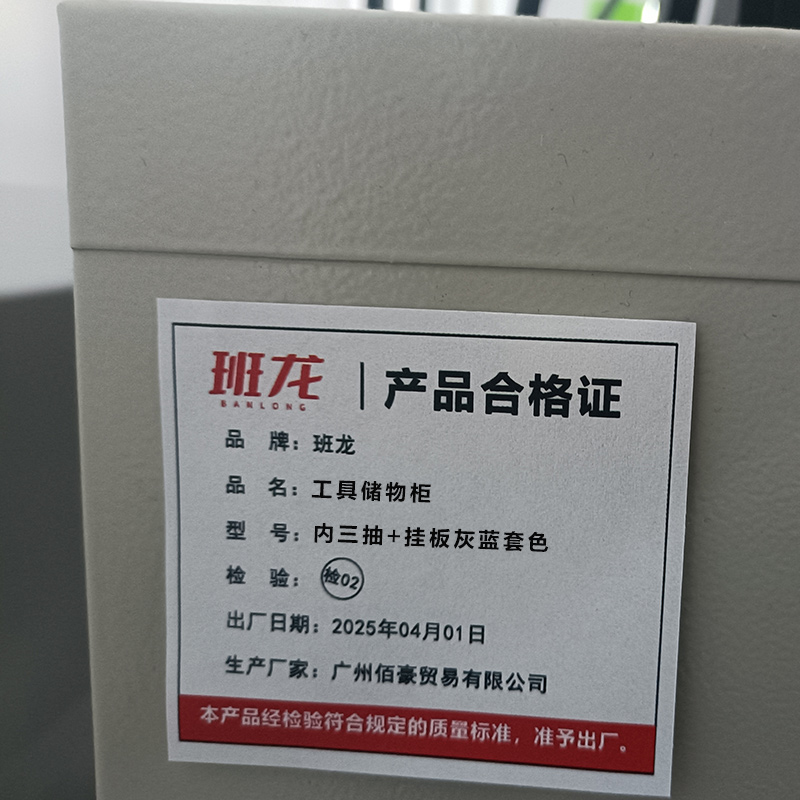 班龙 | 产品合格证
BANLONG
品 牌：班龙
品 名：工具储物柜
型 号：内三抽+挂板灰蓝套色
检 验：检02
出厂日期：2025年04月01日
生产厂家：广州佰豪贸易有限公司
本产品经检验符合规定的质量标准，准予出厂。